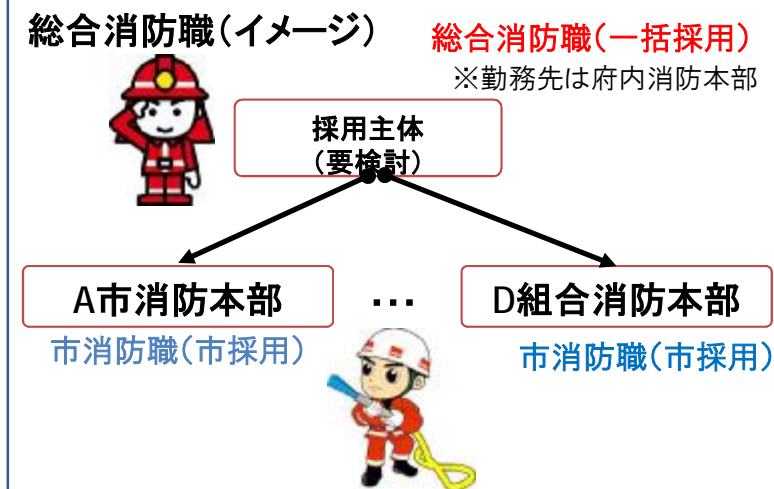 総合消防職(イメージ)
総合消防職(一括採用)
※勤務先は府内消防本部
採用主体
(要検討)
A市消防本部
…
D組合消防本部
市消防職(市採用)
市消防職(市採用)